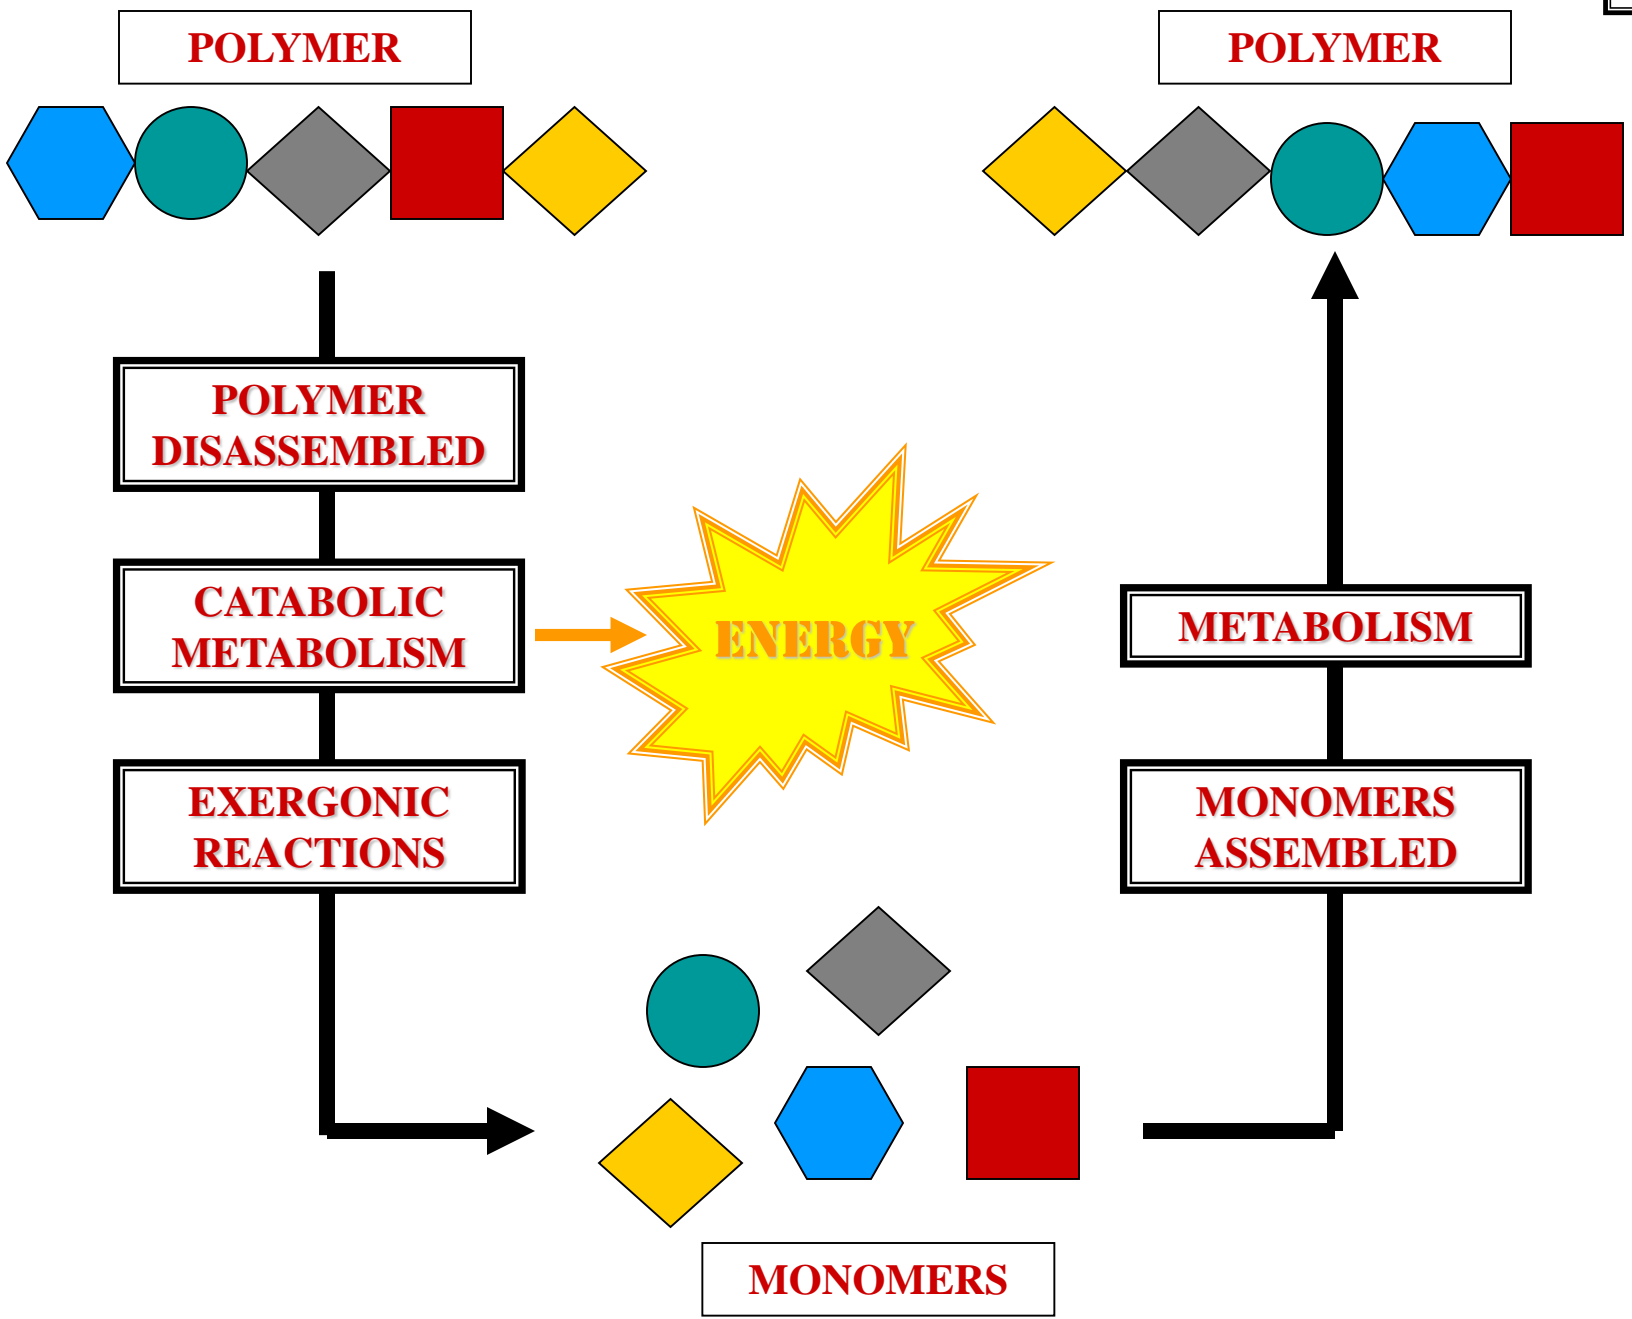 POLYMER
POLYMER
POLYMER
DISASSEMBLED
CATABOLIC
METABOLISM
ENERGY
METABOLISM
EXERGONIC
REACTIONS
MONOMERS
ASSEMBLED
MONOMERS